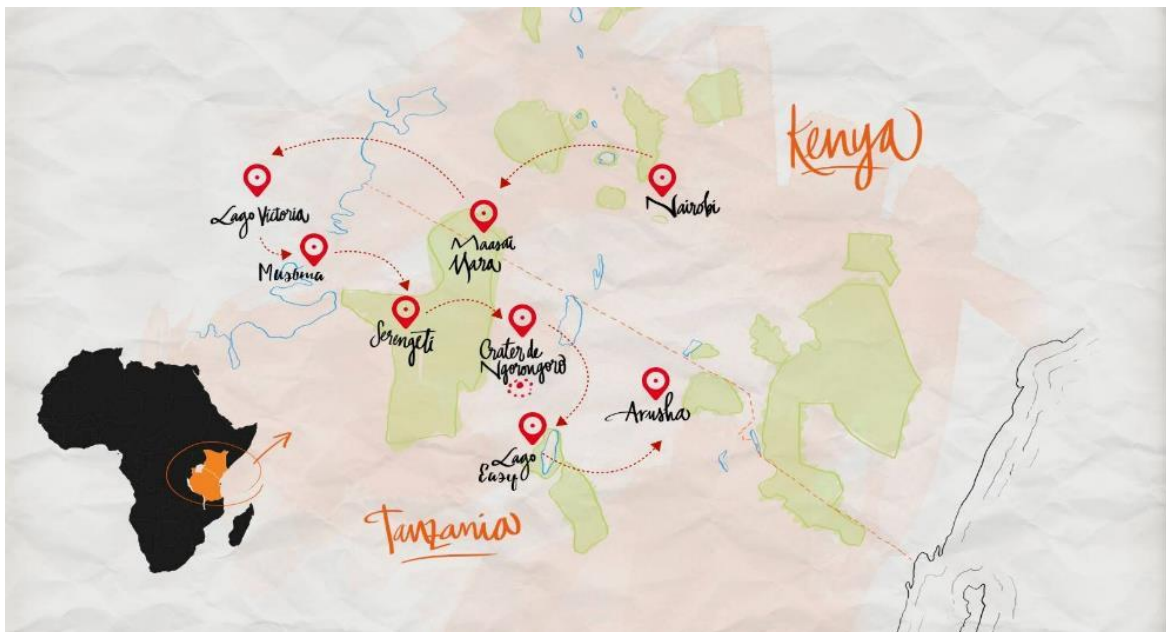 Kenya
Nairobi
Lago Victoria
Maasai
Mara
Musoma
Serengeti
Crater de
Ngorongoro
Arusha
Lago
Easy
Tanzania